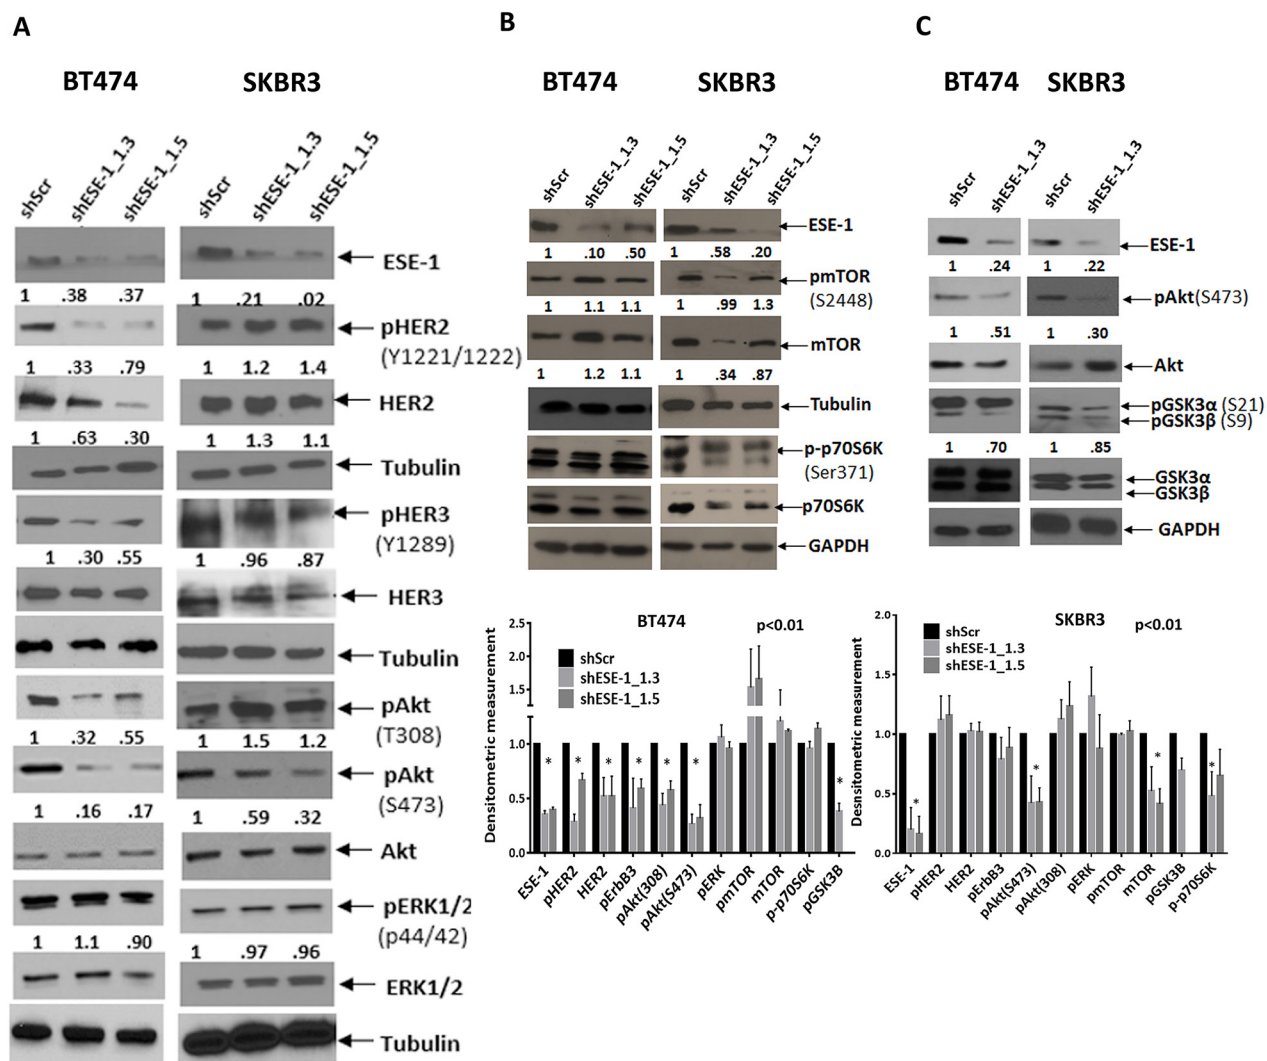 A
BT474 SKBR3
shScr shESE-1_1.3 shESE-1_1.5 shScr shESE-1_1.3 shESE-1_1.5
ESE-1
1 .38 .37 1 .21 .02
pHER2
(Y1221/1222)
1 .33 .79 1 1.2 1.4
HER2
1 .63 .30 1 1.3 1.1
Tubulin
pHER3
(Y1289)
1 .30 .55 1 .96 .87
HER3
Tubulin
pAkt
(T308)
1 .32 .55 1 1.5 1.2
pAkt
(S473)
1 .16 .17 1 .59 .32
Akt
pERK1/2
(p44/42)
1 1.1 .90 1 .97 .96
ERK1/2
Tubulin
B
BT474 SKBR3
shScr shESE-1_1.3 shESE-1_1.5 shScr shESE-1_1.3 shESE-1_1.5
ESE-1
1 .10 .50 1 .58 .20
pmTOR
(S2448)
1 1.1 1.1 1 .99 1.3
mTOR
1 1.2 1.1 1 .34 .87
Tubulin
p-p70S6K
(Ser371)
p70S6K
GAPDH
C
BT474 SKBR3
shScr shESE-1_1.3 shScr shESE-1_1.3
ESE-1
1 .24 1 .22
pAkt(S473)
1 .51 1 .30
Akt
pGSK3α (S21)
pGSK3β (S9)
1 .70 1 .85
GSK3α
GSK3β
GAPDH
BT474 p<0.01
shScr
shESE-1_1.3
shESE-1_1.5
Densitometric measurement
2.5
2.0
1.5
1.0
0.5
0.0
* * * * * * *
ESE-1 pHER2 HER2 pErbB3 pAkt(308) pAkt(S473) pERK pmTOR mTOR p-p70S6K pGSK3B
SKBR3 p<0.01
shScr
shESE-1_1.3
shESE-1_1.5
Desnsitometric measurement
2.0
1.5
1.0
0.5
0.0
* * * *
ESE-1 pHER2 HER2 pErbB3 pAkt(S473) pAkt(308) pERK pmTOR mTOR pGSK3B p-p70S6K